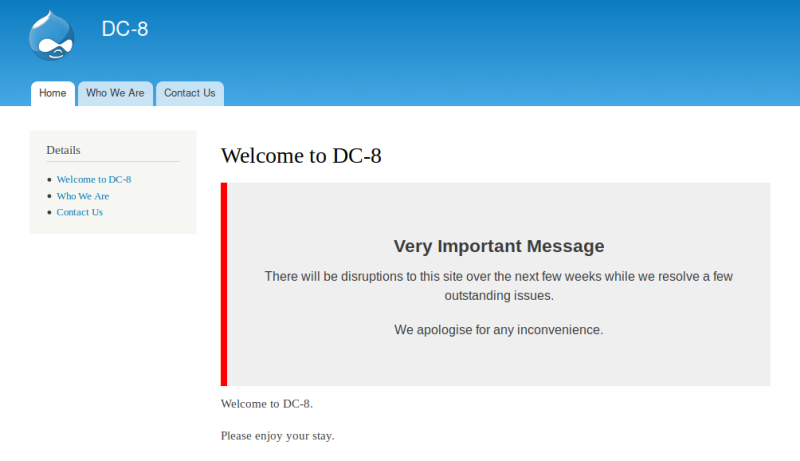 DC-8
Home Who We Are Contact Us
Details
Welcome to DC-8
Who We Are
Contact Us
Welcome to DC-8
Very Important Message
There will be disruptions to this site over the next few weeks while we resolve a few
outstanding issues.
We apologise for any inconvenience.
Welcome to DC-8.
Please enjoy your stay.